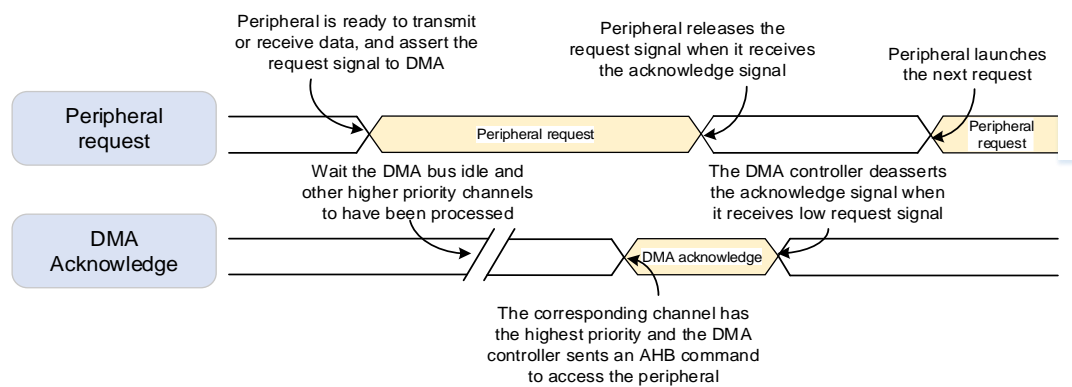 Peripheral is ready to transmit
or receive data, and assert the
request signal to DMA
Peripheral releases the
request signal when it receives
the acknowledge signal
Peripheral launches
the next request
Peripheral
request
Peripheral request
Peripheral
request
Wait the DMA bus idle and
other higher priority channels
to have been processed
The DMA controller deasserts
the acknowledge signal when
it receives low request signal
DMA
Acknowledge
DMA acknowledge
The corresponding channel has
the highest priority and the DMA
controller sents an AHB command
to access the peripheral